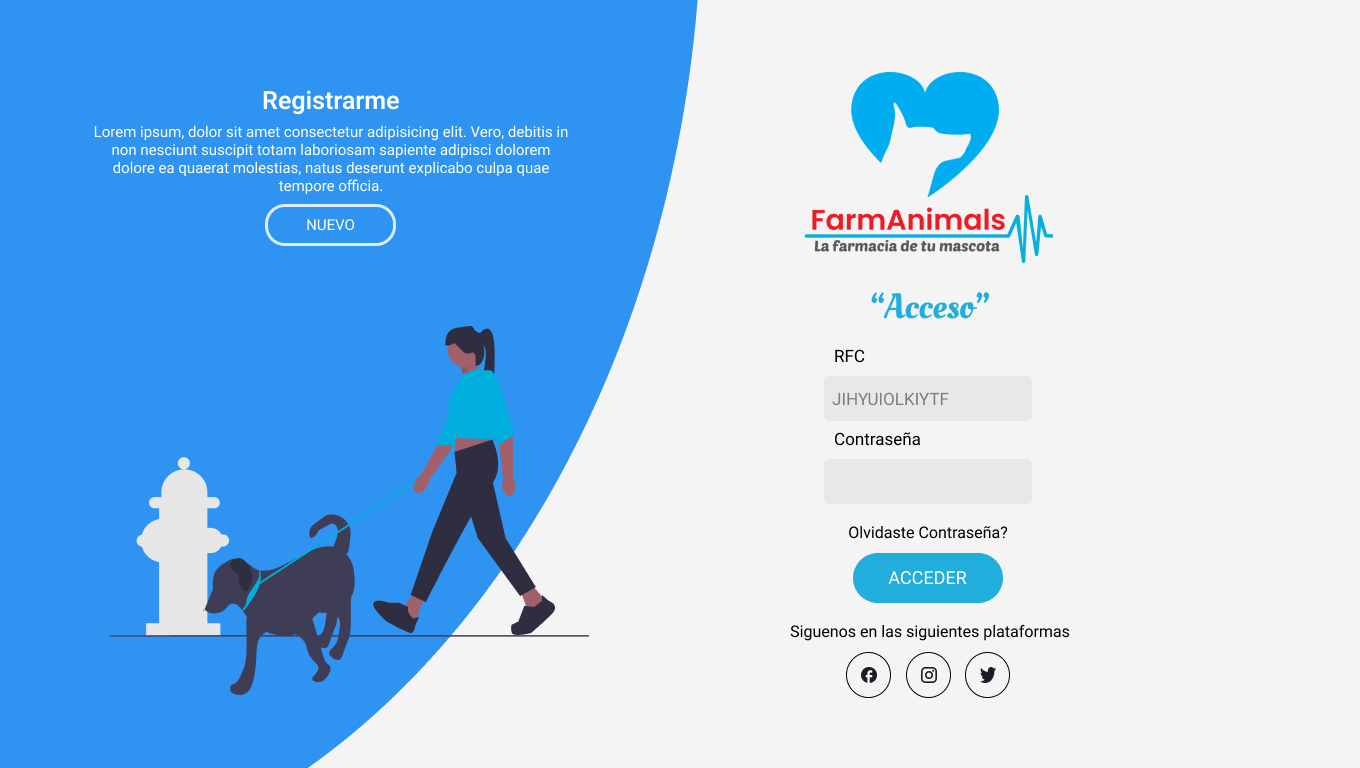 Registrarme
Lorem ipsum, dolor sit amet consectetur adipisicing elit. Vero, debitis in
non nesciunt suscipit totam laboriosam sapiente adipisci dolorem
dolore ea quaerat molestias, natus deserunt explicabo culpa quae
tempore officia.
NUEVO
FarmAnimals
La farmacia de tu mascota
“Acceso”
RFC
JIHYUIOLKIYTF
Contraseña
Olvidaste Contraseña?
ACCEDER
Siguenos en las siguientes plataformas